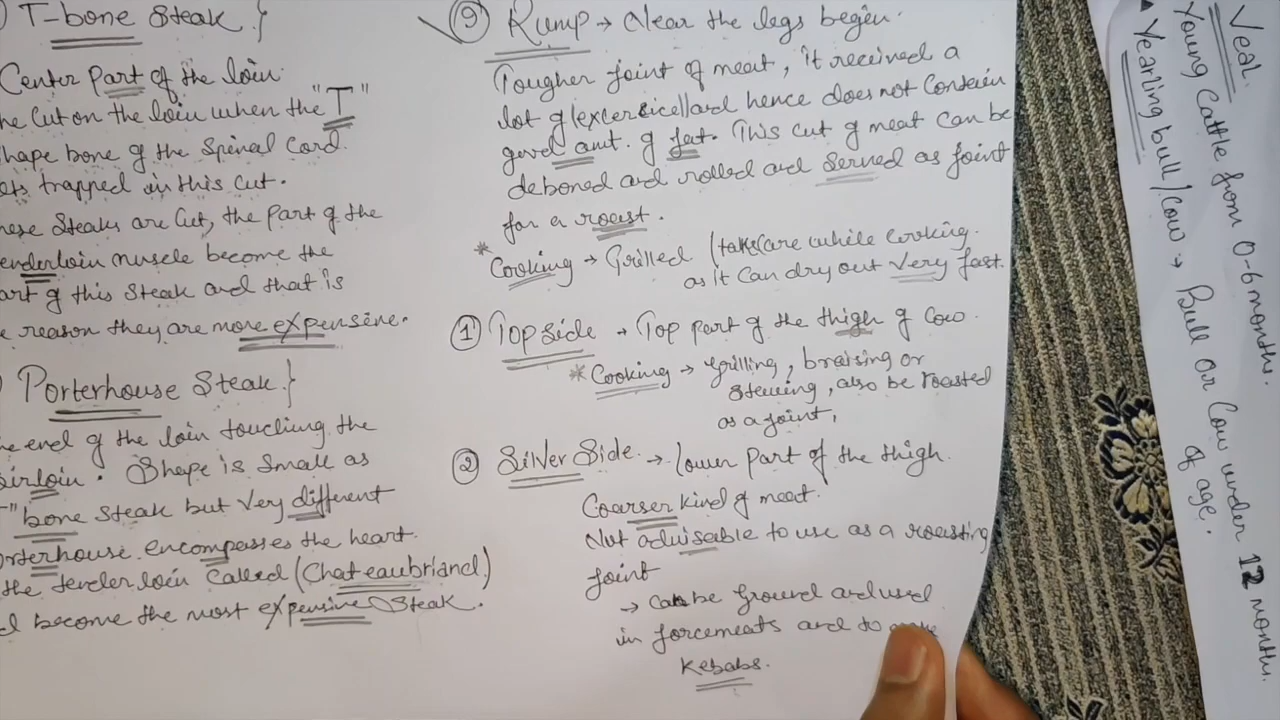 T-bone Steak }
Center part of the loin
he cut on the loin when the "T"
shape bone of the Spinal Cord
ets trapped in this cut.
hese Steaks are Cut, the part of the
enderloin muscle become the
art of this Steak and that is
e reason they are more expensive.
Porterhouse Steak }
he end of the loin touching the
sirloin. Shape is Small as
T" bone steak but very different
orterhouse encompasses the heart
the tenderloin called (Chateaubriand)
d become the most expensive Steak.
⑨ Rump → Near the legs begin.
Tougher joint of meat, it received a
lot of (excersice) and hence does not Contain
good amt. of fat. This cut of meat can be
deboned and rolled and Served as joint
for a roast.
* Cooking → Grilled (take care while cooking
as it Can dry out very fast.
① Top Side → Top part of the thigh of Cow.
* Cooking → grilling, braising or
Stewing, also be roasted
as a joint,
② Silver Side → lower part of the thigh.
Coarser kind of meat.
Not adviseable to use as a roasting
joint
→ Can be ground and used
in forcemeats and to
Kebabs.
Veal
Young Cattle from 0-6 months.
▲ Yearling bull/cow → Bull Or Cow under 12 months.
of age.